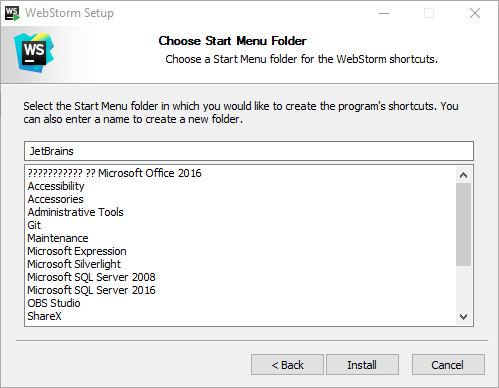 WebStorm Setup
WS
Choose Start Menu Folder
Choose a Start Menu folder for the WebStorm shortcuts.
Select the Start Menu folder in which you would like to create the program's shortcuts. You
can also enter a name to create a new folder.
JetBrains
??????????? ?? Microsoft Office 2016
Accessibility
Accessories
Administrative Tools
Git
Maintenance
Microsoft Expression
Microsoft Silverlight
Microsoft SQL Server 2008
Microsoft SQL Server 2016
OBS Studio
ShareX
< Back
Install
Cancel